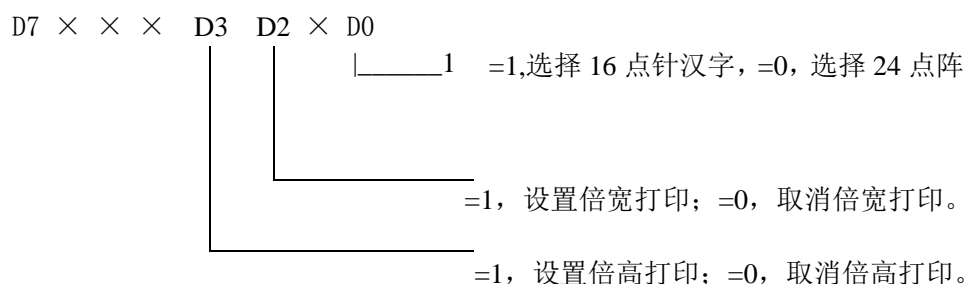 D7 × × × D3 D2 × D0
|______1 =1,选择 16 点针汉字，=0，选择 24 点阵
=1，设置倍宽打印；=0，取消倍宽打印。
=1，设置倍高打印；=0，取消倍高打印。